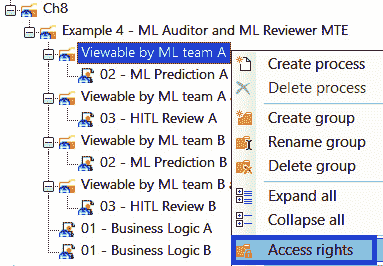 Ch8
Example 4 - ML Auditor and ML Reviewer MTE
Viewable by ML team A
02 - ML Prediction A
Viewable by ML team A
03 - HITL Review A
Viewable by ML team B
02 - ML Prediction B
Viewable by ML team B
03 - HITL Review B
01 - Business Logic A
01 - Business Logic B
Create process
Delete process
Create group
Rename group
Delete group
Expand all
Collapse all
Access rights